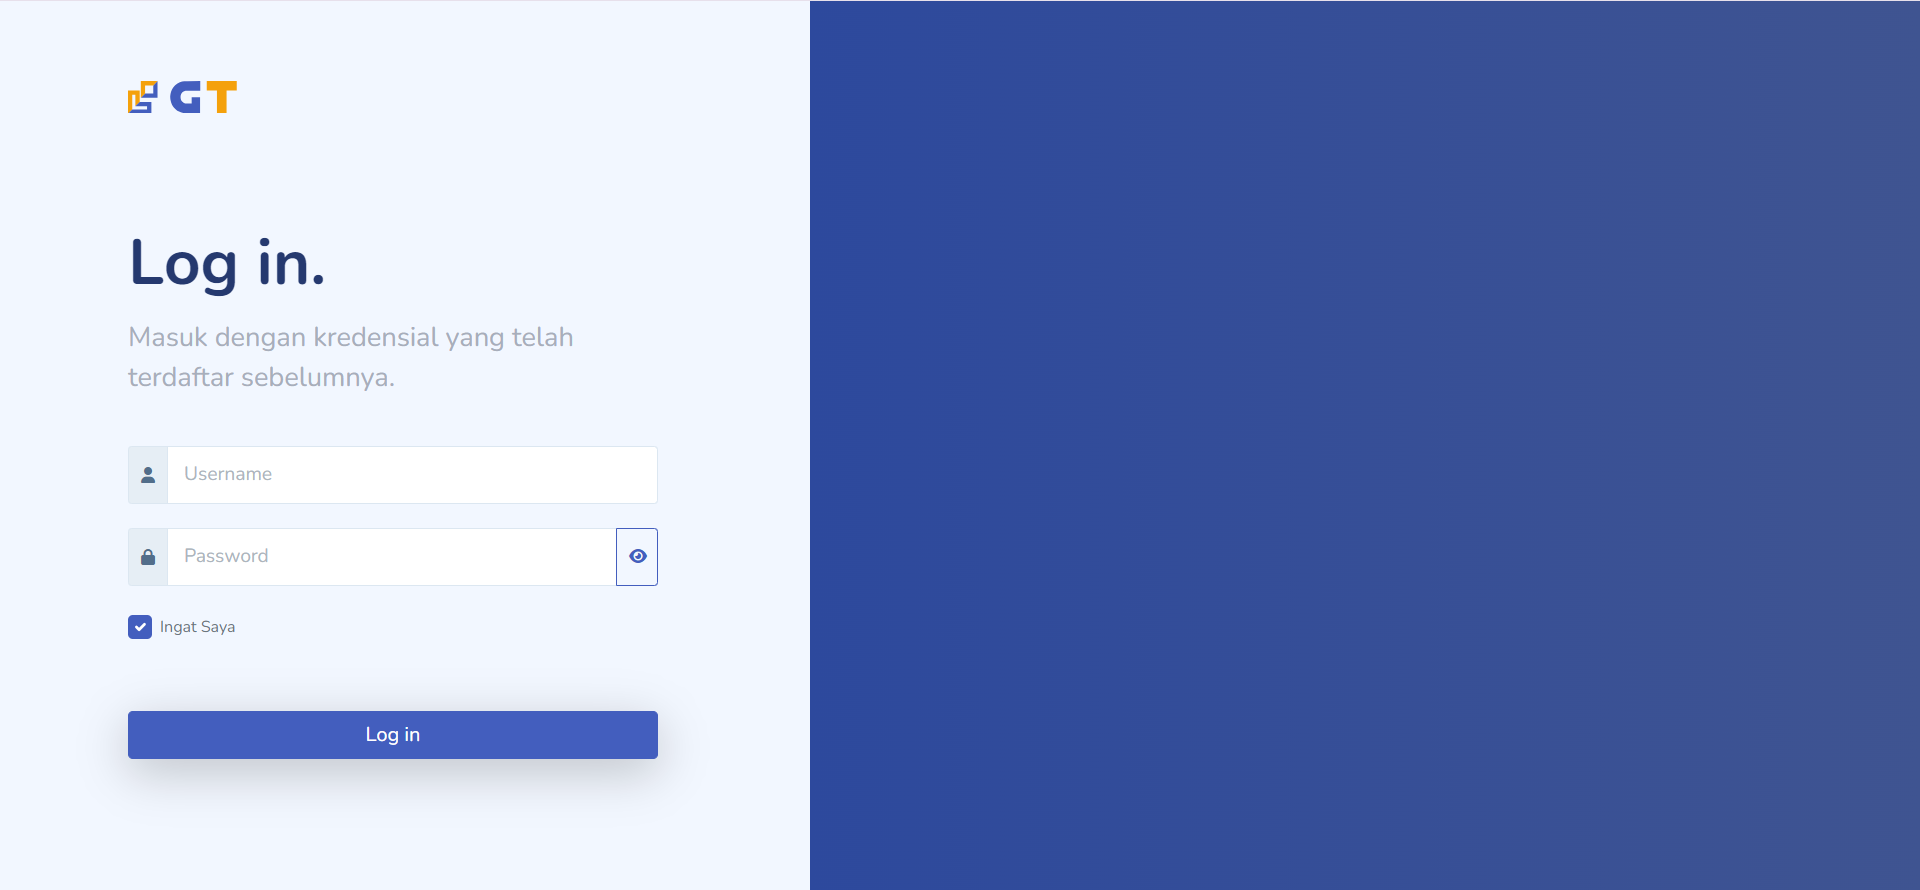 GT
Log in.
Masuk dengan kredensial yang telah
terdaftar sebelumnya.
Username
Password
Ingat Saya
Log in